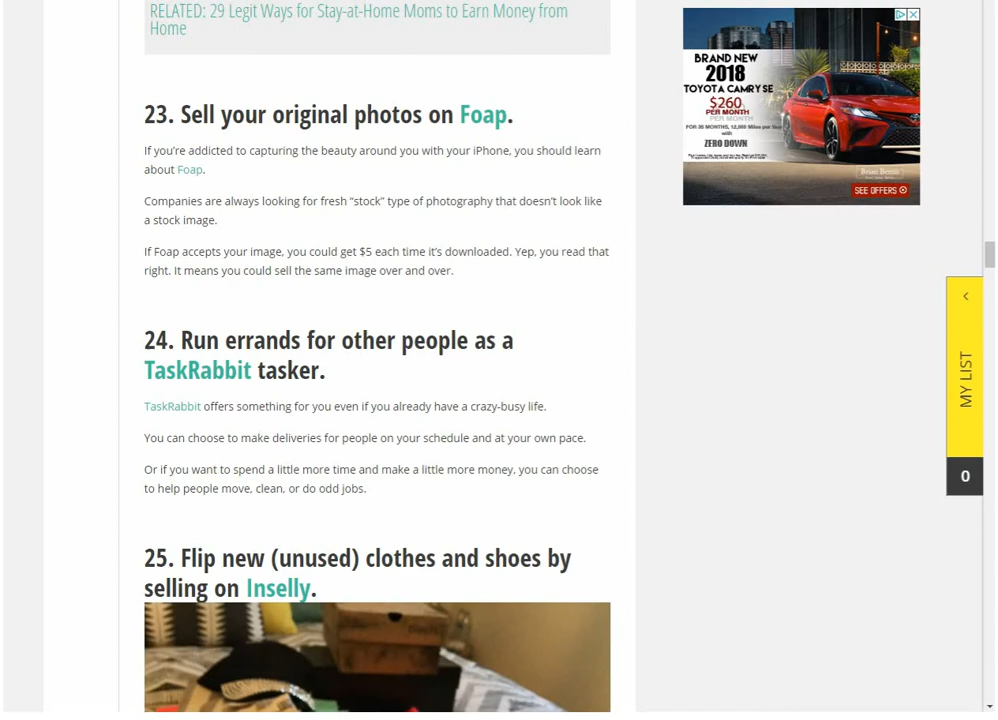 RELATED: 29 Legit Ways for Stay-at-Home Moms to Earn Money from
Home
23. Sell your original photos on Foap.
If you’re addicted to capturing the beauty around you with your iPhone, you should learn
about Foap.
Companies are always looking for fresh “stock” type of photography that doesn’t look like
a stock image.
If Foap accepts your image, you could get $5 each time it’s downloaded. Yep, you read that
right. It means you could sell the same image over and over.
24. Run errands for other people as a
TaskRabbit tasker.
TaskRabbit offers something for you even if you already have a crazy-busy life.
You can choose to make deliveries for people on your schedule and at your own pace.
Or if you want to spend a little more time and make a little more money, you can choose
to help people move, clean, or do odd jobs.
25. Flip new (unused) clothes and shoes by
selling on Inselly.
BRAND NEW
2018
TOYOTA CAMRY SE
$260
PER MONTH
PER MONTH
FOR 36 MONTHS, 12,000 Miles per
with
ZERO DOWN
SEE OFFERS
MY LIST
0